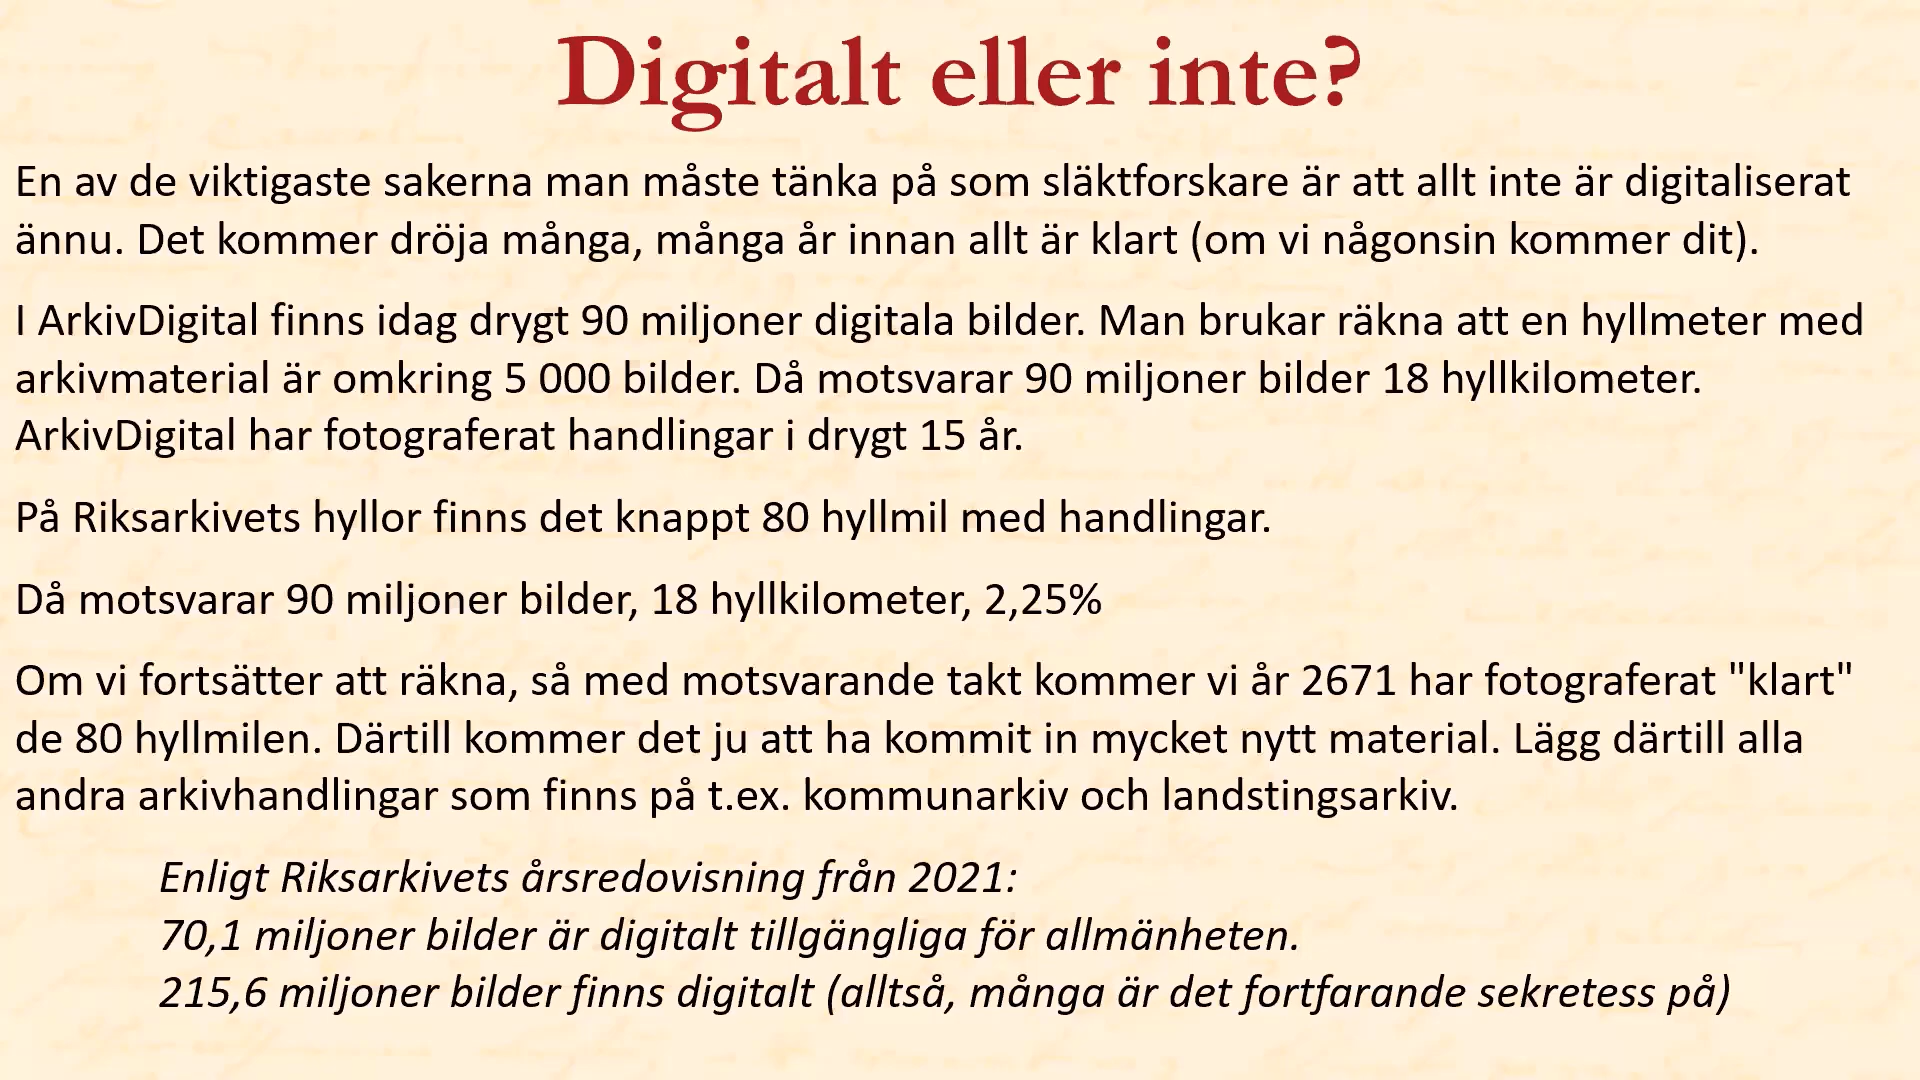 Digitalt eller inte?
En av de viktigaste sakerna man måste tänka på som släktforskare är att allt inte är digitaliserat
ännu. Det kommer dröja många, många år innan allt är klart (om vi någonsin kommer dit).
I ArkivDigital finns idag drygt 90 miljoner digitala bilder. Man brukar räkna att en hyllmeter med
arkivmaterial är omkring 5 000 bilder. Då motsvarar 90 miljoner bilder 18 hyllkilometer.
ArkivDigital har fotograferat handlingar i drygt 15 år.
På Riksarkivets hyllor finns det knappt 80 hyllmil med handlingar.
Då motsvarar 90 miljoner bilder, 18 hyllkilometer, 2,25%
Om vi fortsätter att räkna, så med motsvarande takt kommer vi år 2671 har fotograferat "klart"
de 80 hyllmilen. Därtill kommer det ju att ha kommit in mycket nytt material. Lägg därtill alla
andra arkivhandlingar som finns på t.ex. kommunarkiv och landstingsarkiv.
Enligt Riksarkivets årsredovisning från 2021:
70,1 miljoner bilder är digitalt tillgängliga för allmänheten.
215,6 miljoner bilder finns digitalt (alltså, många är det fortfarande sekretess på)